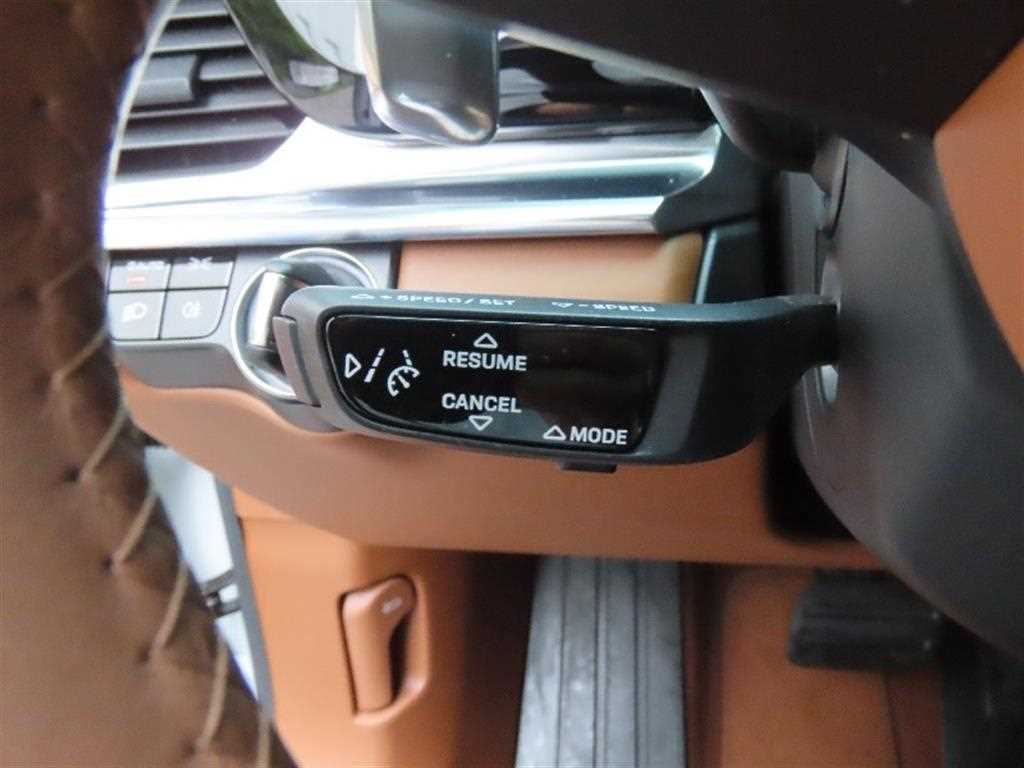 + SPEED / SET
- SPEED
RESUME
CANCEL
MODE